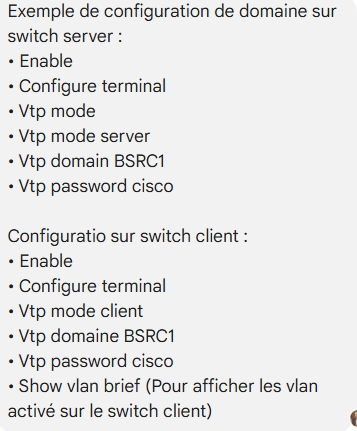 Exemple de configuration de domaine sur
switch server :
• Enable
• Configure terminal
• Vtp mode
• Vtp mode server
• Vtp domain BSRC1
• Vtp password cisco

Configuratio sur switch client :
• Enable
• Configure terminal
• Vtp mode client
• Vtp domaine BSRC1
• Vtp password cisco
• Show vlan brief (Pour afficher les vlan
activé sur le switch client)